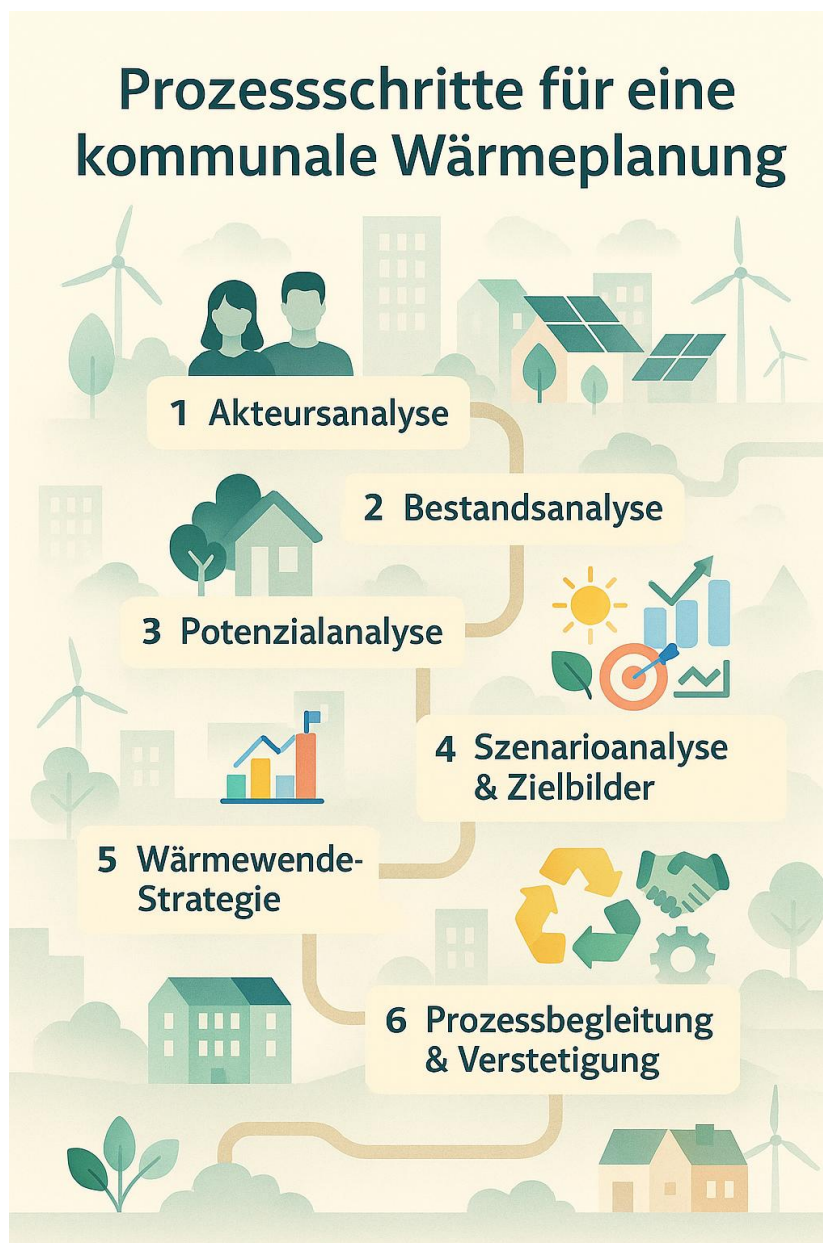 Prozessschritte für eine
kommunale Wärmeplanung
1 Akteursanalyse
2 Bestandsanalyse
3 Potenzialanalyse
4 Szenarioanalyse
& Zielbilder
5 Wärmewende-
Strategie
6 Prozessbegleitung
& Verstetigung